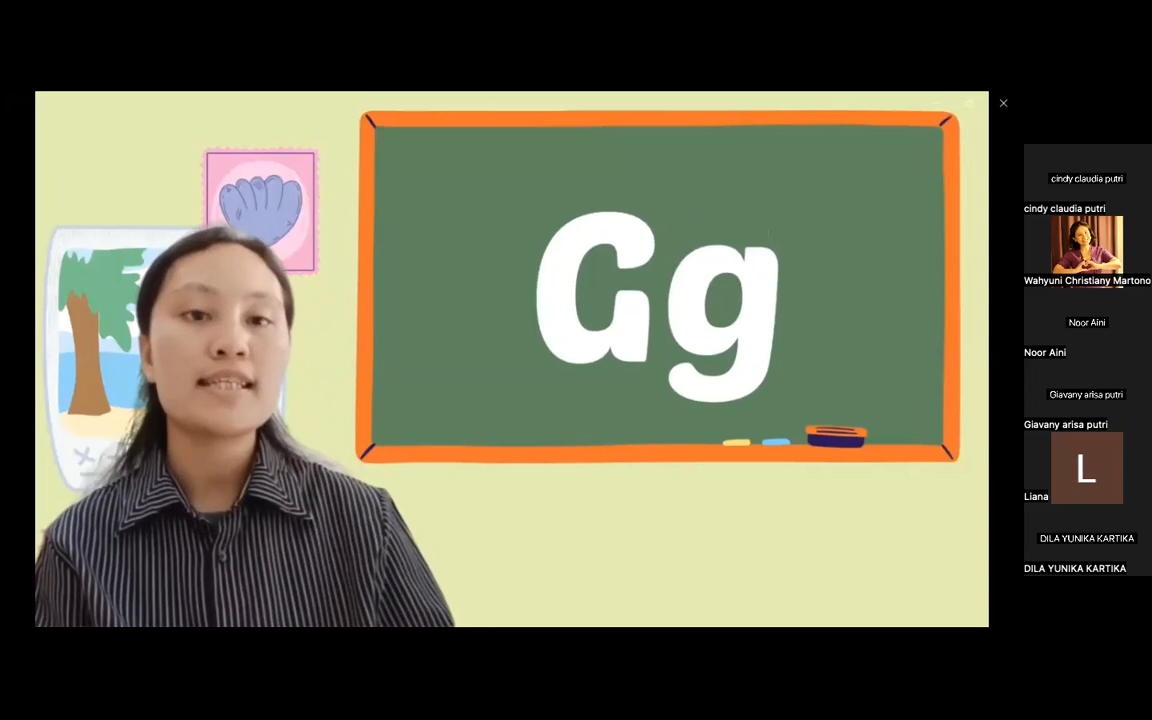 Gg
cindy claudia putri
cindy claudia putri
Wahyuni Christiany Martono
Noor Aini
Noor Aini
Giavany arisa putri
Giavany arisa putri
L
Liana
DILA YUNIKA KARTIKA
DILA YUNIKA KARTIKA